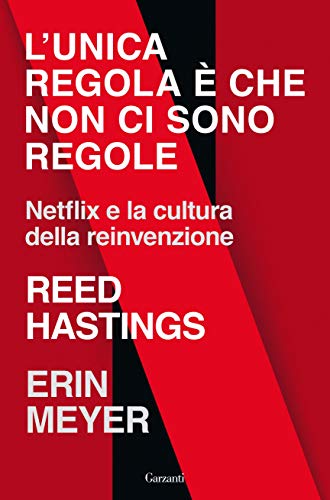 L'UNICA
REGOLA È CHE
NON CI SONO
REGOLE
Netflix e la cultura
della reinvenzione
REED
HASTINGS
ERIN
MEYER
Garzanti